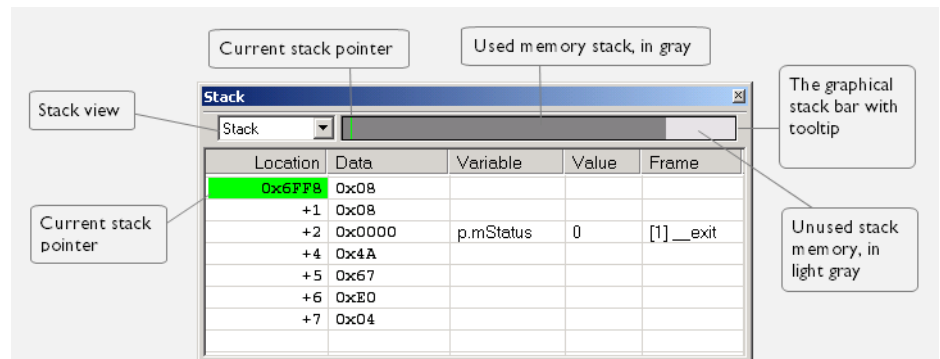 Current stack pointer
Used memory stack, in gray
The graphical
stack bar with
tooltip
Stack view
Stack
Stack
Location Data Variable Value Frame
0x6FF8 0x08
+1 0x08
+2 0x0000 p.mStatus 0 [1] __exit
+4 0x4A
+5 0x67
+6 0xE0
+7 0x04
Current stack
pointer
Unused stack
memory, in
light gray